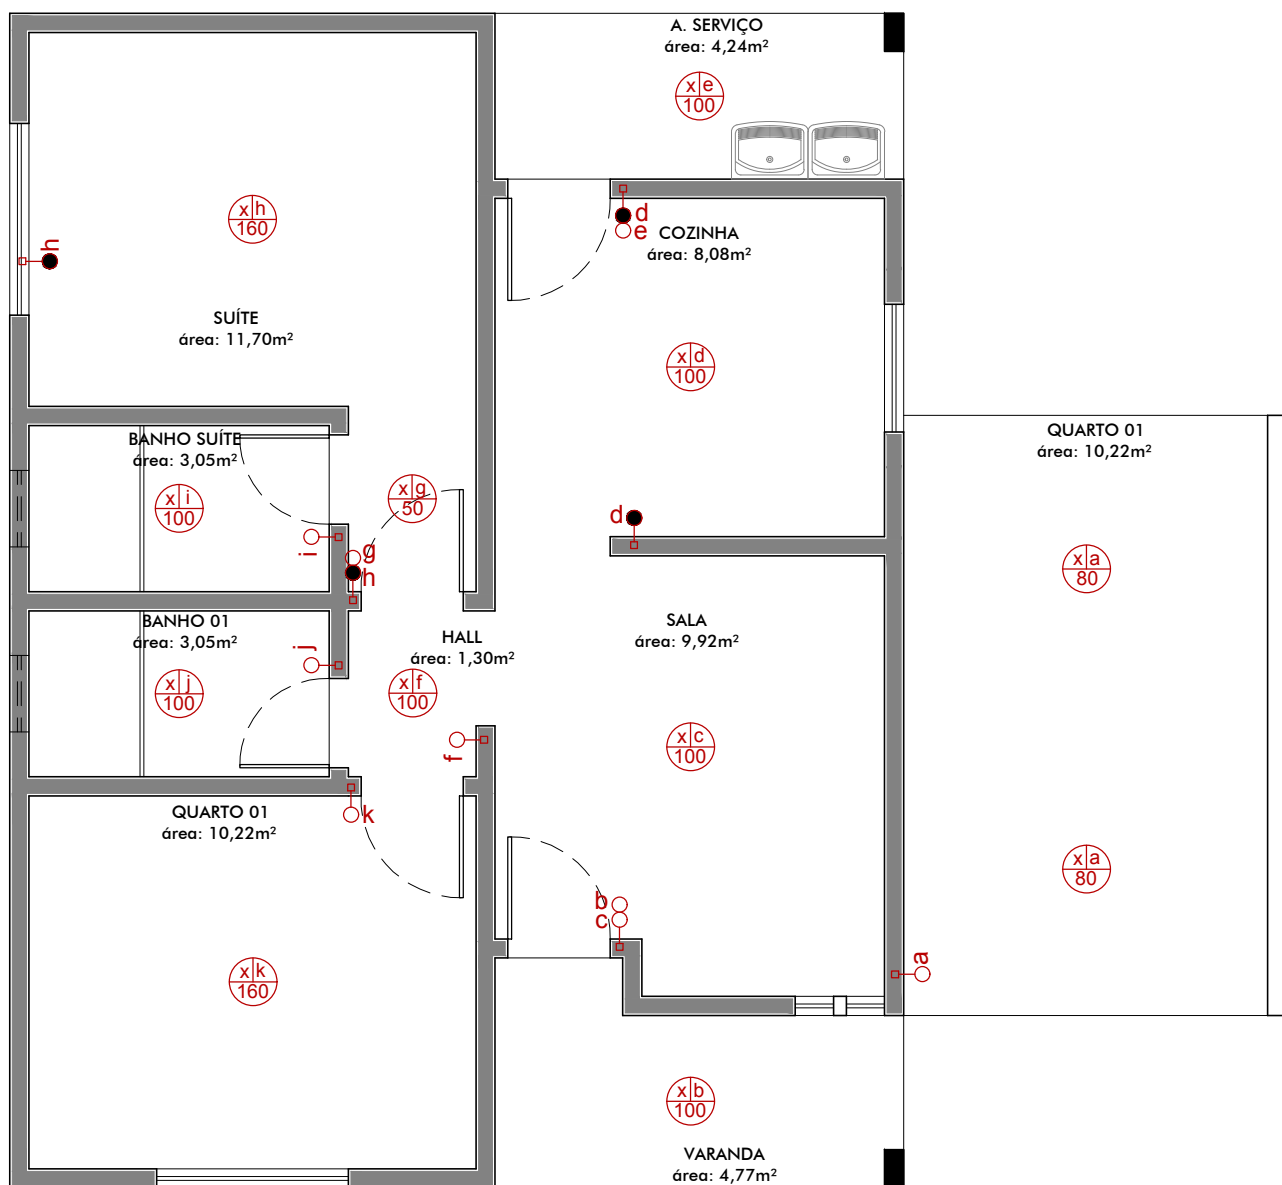 A. SERVIÇO
área: 4,24m²
x e
100
x h
160
h
d
e
COZINHA
área: 8,08m²
SUÍTE
área: 11,70m²
x d
100
BANHO SUÍTE
área: 3,05m²
QUARTO 01
área: 10,22m²
x i
100
x g
50
d
i
g
h
x a
80
BANHO 01
área: 3,05m²
HALL
área: 1,30m²
SALA
área: 9,92m²
j
x j
100
x f
100
f
x c
100
QUARTO 01
área: 10,22m²
k
x a
80
b
c
a
x k
160
x b
100
VARANDA
área: 4,77m²